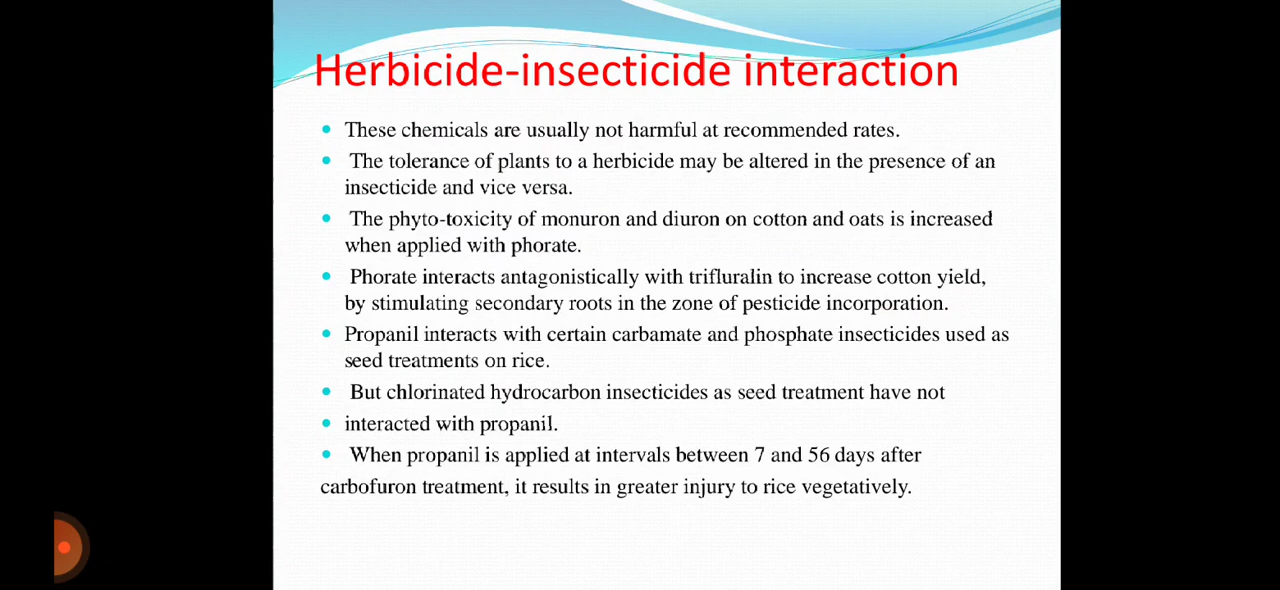 Herbicide-insecticide interaction
• These chemicals are usually not harmful at recommended rates.
• The tolerance of plants to a herbicide may be altered in the presence of an
insecticide and vice versa.
• The phyto-toxicity of monuron and diuron on cotton and oats is increased
when applied with phorate.
• Phorate interacts antagonistically with trifluralin to increase cotton yield,
by stimulating secondary roots in the zone of pesticide incorporation.
• Propanil interacts with certain carbamate and phosphate insecticides used as
seed treatments on rice.
• But chlorinated hydrocarbon insecticides as seed treatment have not
• interacted with propanil.
• When propanil is applied at intervals between 7 and 56 days after
carbofuron treatment, it results in greater injury to rice vegetatively.